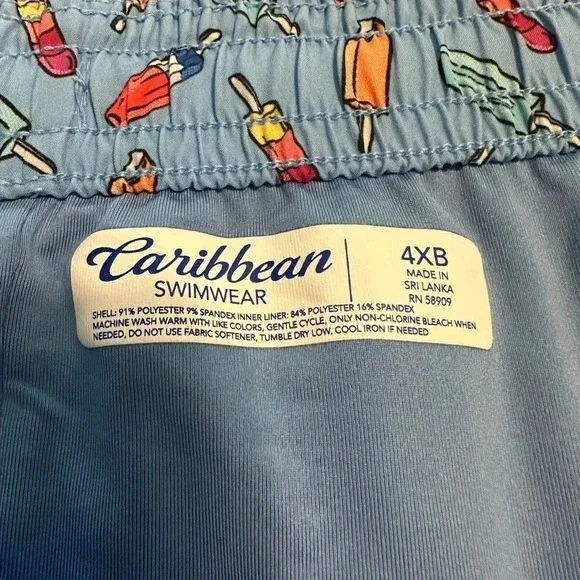 Caribbean
SWIMWEAR
4XB
MADE IN
SRI LANKA
RN 58909
SHELL: 91% POLYESTER 9% SPANDEX INNER LINER: 84% POLYESTER 16% SPANDEX
MACHINE WASH WARM WITH LIKE COLORS, GENTLE CYCLE, ONLY NON-CHLORINE BLEACH WHEN
NEEDED, DO NOT USE FABRIC SOFTENER, TUMBLE DRY LOW, COOL IRON IF NEEDED